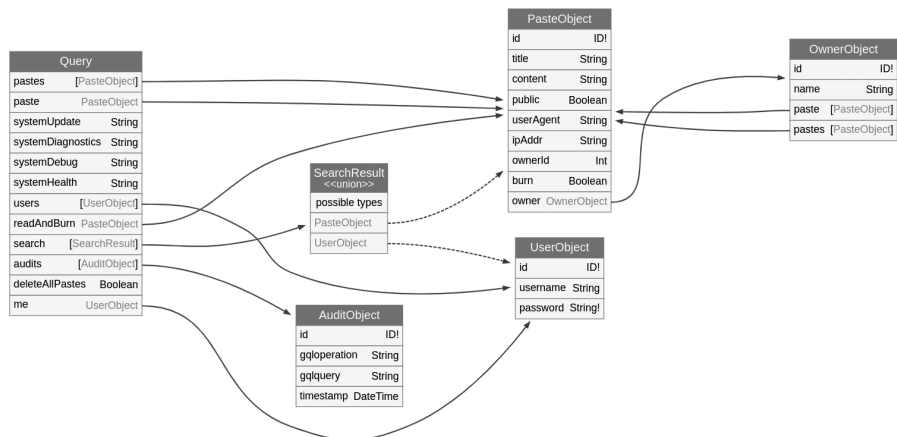 Query
pastes [PasteObject]
paste PasteObject
systemUpdate String
systemDiagnostics String
systemDebug String
systemHealth String
users [UserObject]
readAndBurn PasteObject
search [SearchResult]
audits [AuditObject]
deleteAllPastes Boolean
me UserObject
SearchResult
<<union>>
possible types
PasteObject
UserObject
AuditObject
id ID!
gqloperation String
gqlquery String
timestamp DateTime
PasteObject
id ID!
title String
content String
public Boolean
userAgent String
ipAddr String
ownerId Int
burn Boolean
owner OwnerObject
UserObject
id ID!
username String
password String!
OwnerObject
id ID!
name String
paste [PasteObject]
pastes [PasteObject]